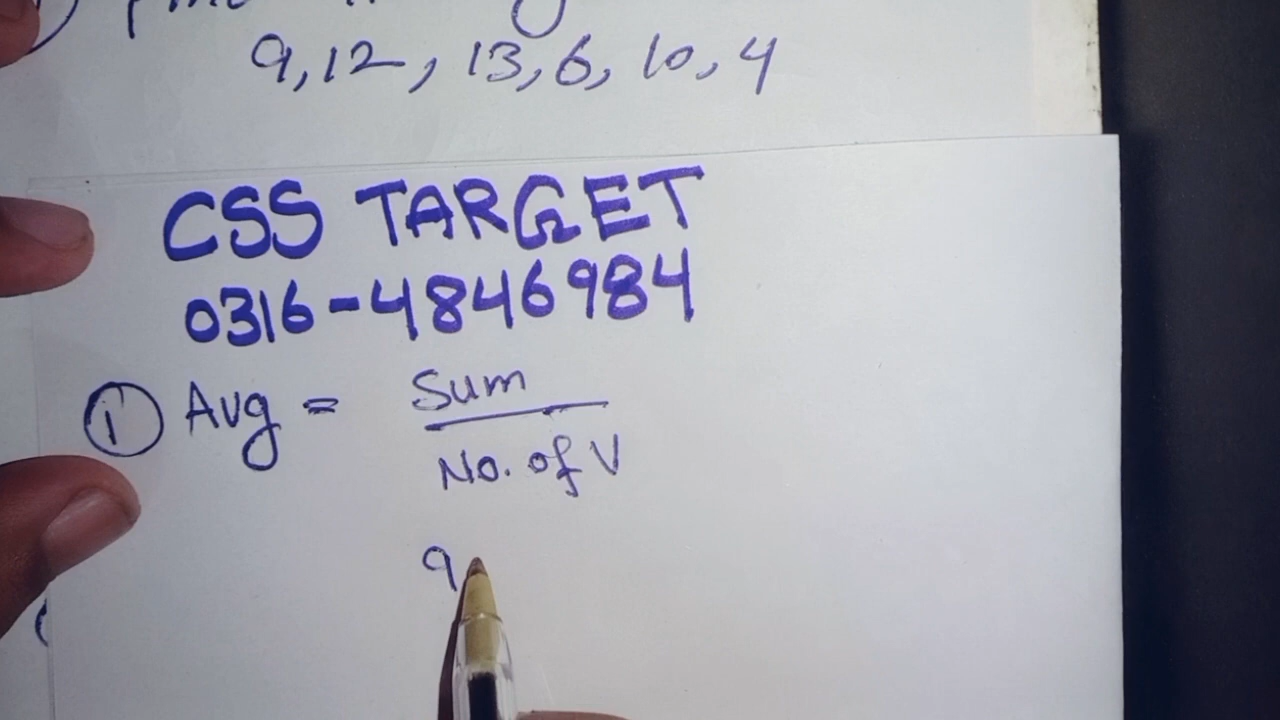 9, 12, 13, 6, 10, 4
CSS TARGET
0316-4846984
① Avg = Sum
No. of V
9